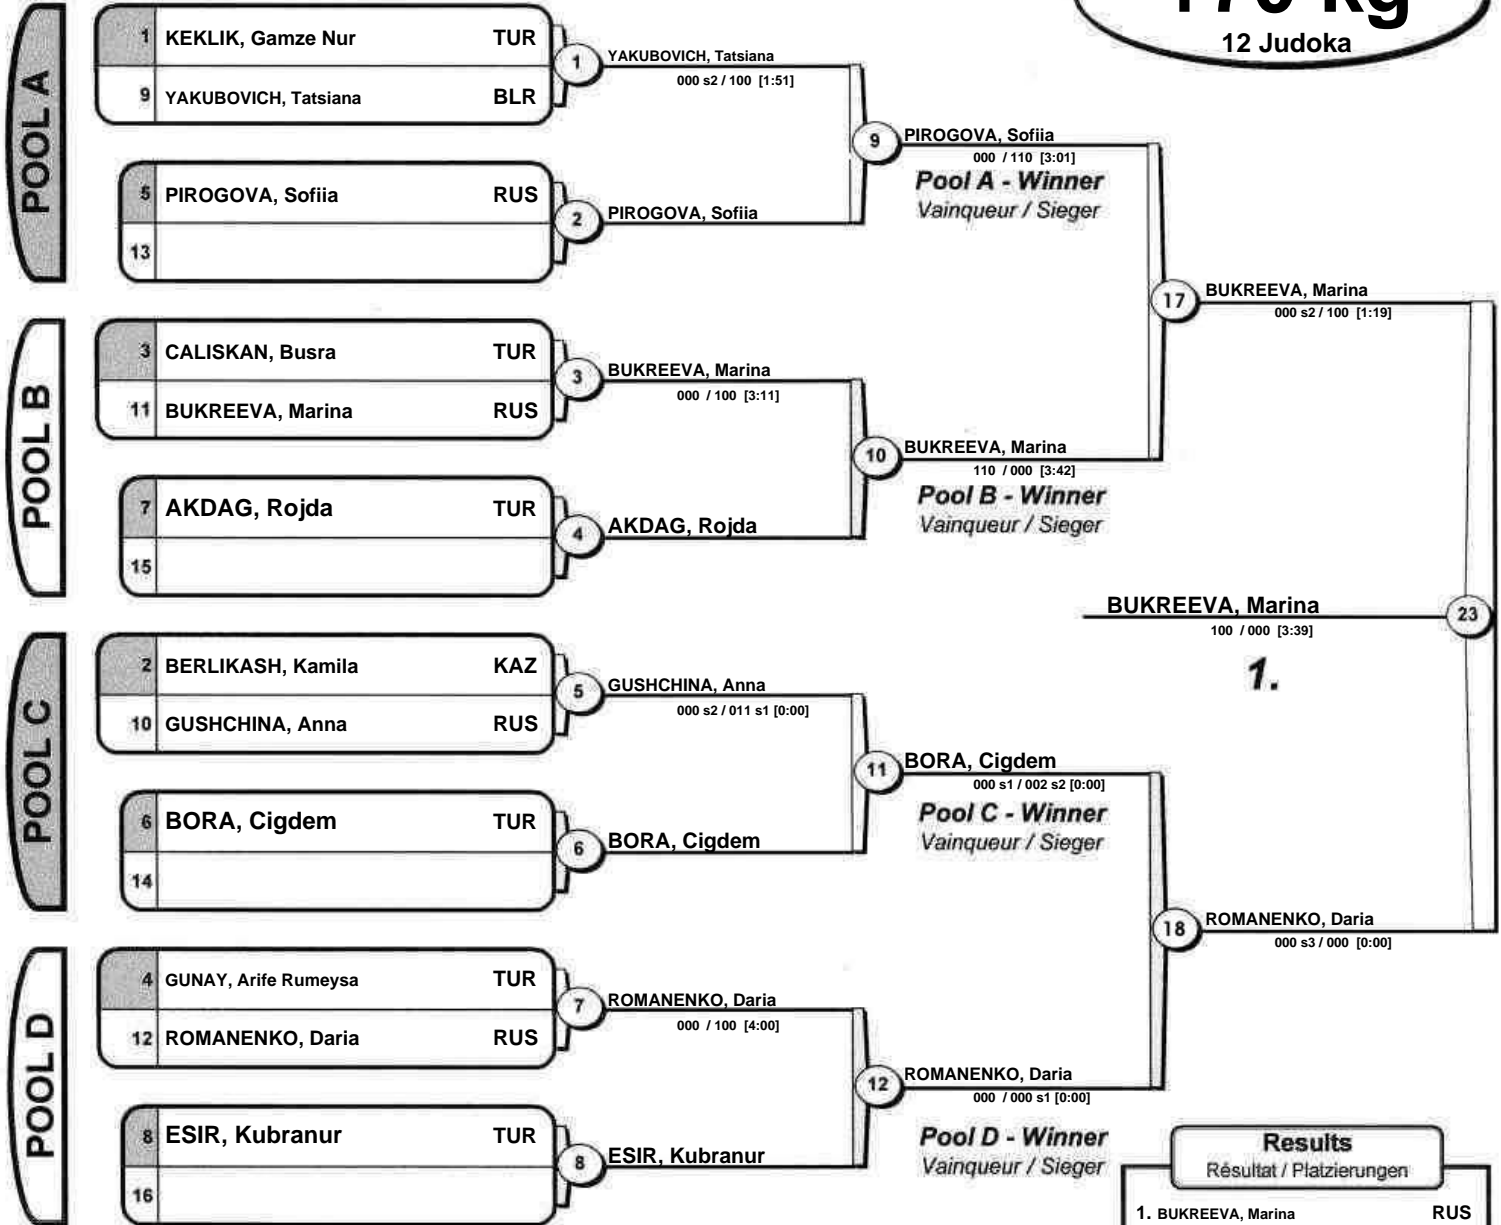 12 Judoka
POOL A
1 KEKLIK, Gamze Nur TUR
9 YAKUBOVICH, Tatsiana BLR
1
YAKUBOVICH, Tatsiana
000 s2 / 100 [1:51]
5 PIROGOVA, Sofiia RUS
13
2
PIROGOVA, Sofiia
9
PIROGOVA, Sofiia
000 / 110 [3:01]
Pool A - Winner
Vainqueur / Sieger
POOL B
3 CALISKAN, Busra TUR
11 BUKREEVA, Marina RUS
3
BUKREEVA, Marina
000 / 100 [3:11]
7 AKDAG, Rojda TUR
15
4
AKDAG, Rojda
10
BUKREEVA, Marina
110 / 000 [3:42]
Pool B - Winner
Vainqueur / Sieger
17
BUKREEVA, Marina
000 s2 / 100 [1:19]
BUKREEVA, Marina
100 / 000 [3:39]
1.
23
POOL C
2 BERLIKASH, Kamila KAZ
10 GUSHCHINA, Anna RUS
5
GUSHCHINA, Anna
000 s2 / 011 s1 [0:00]
6 BORA, Cigdem TUR
14
6
BORA, Cigdem
11
BORA, Cigdem
000 s1 / 002 s2 [0:00]
Pool C - Winner
Vainqueur / Sieger
18
ROMANENKO, Daria
000 s3 / 000 [0:00]
POOL D
4 GUNAY, Arife Rumeysa TUR
12 ROMANENKO, Daria RUS
7
ROMANENKO, Daria
000 / 100 [4:00]
8 ESIR, Kubranur TUR
16
8
ESIR, Kubranur
12
ROMANENKO, Daria
000 / 000 s1 [0:00]
Pool D - Winner
Vainqueur / Sieger
Results
Résultat / Platzierungen
1. BUKREEVA, Marina RUS